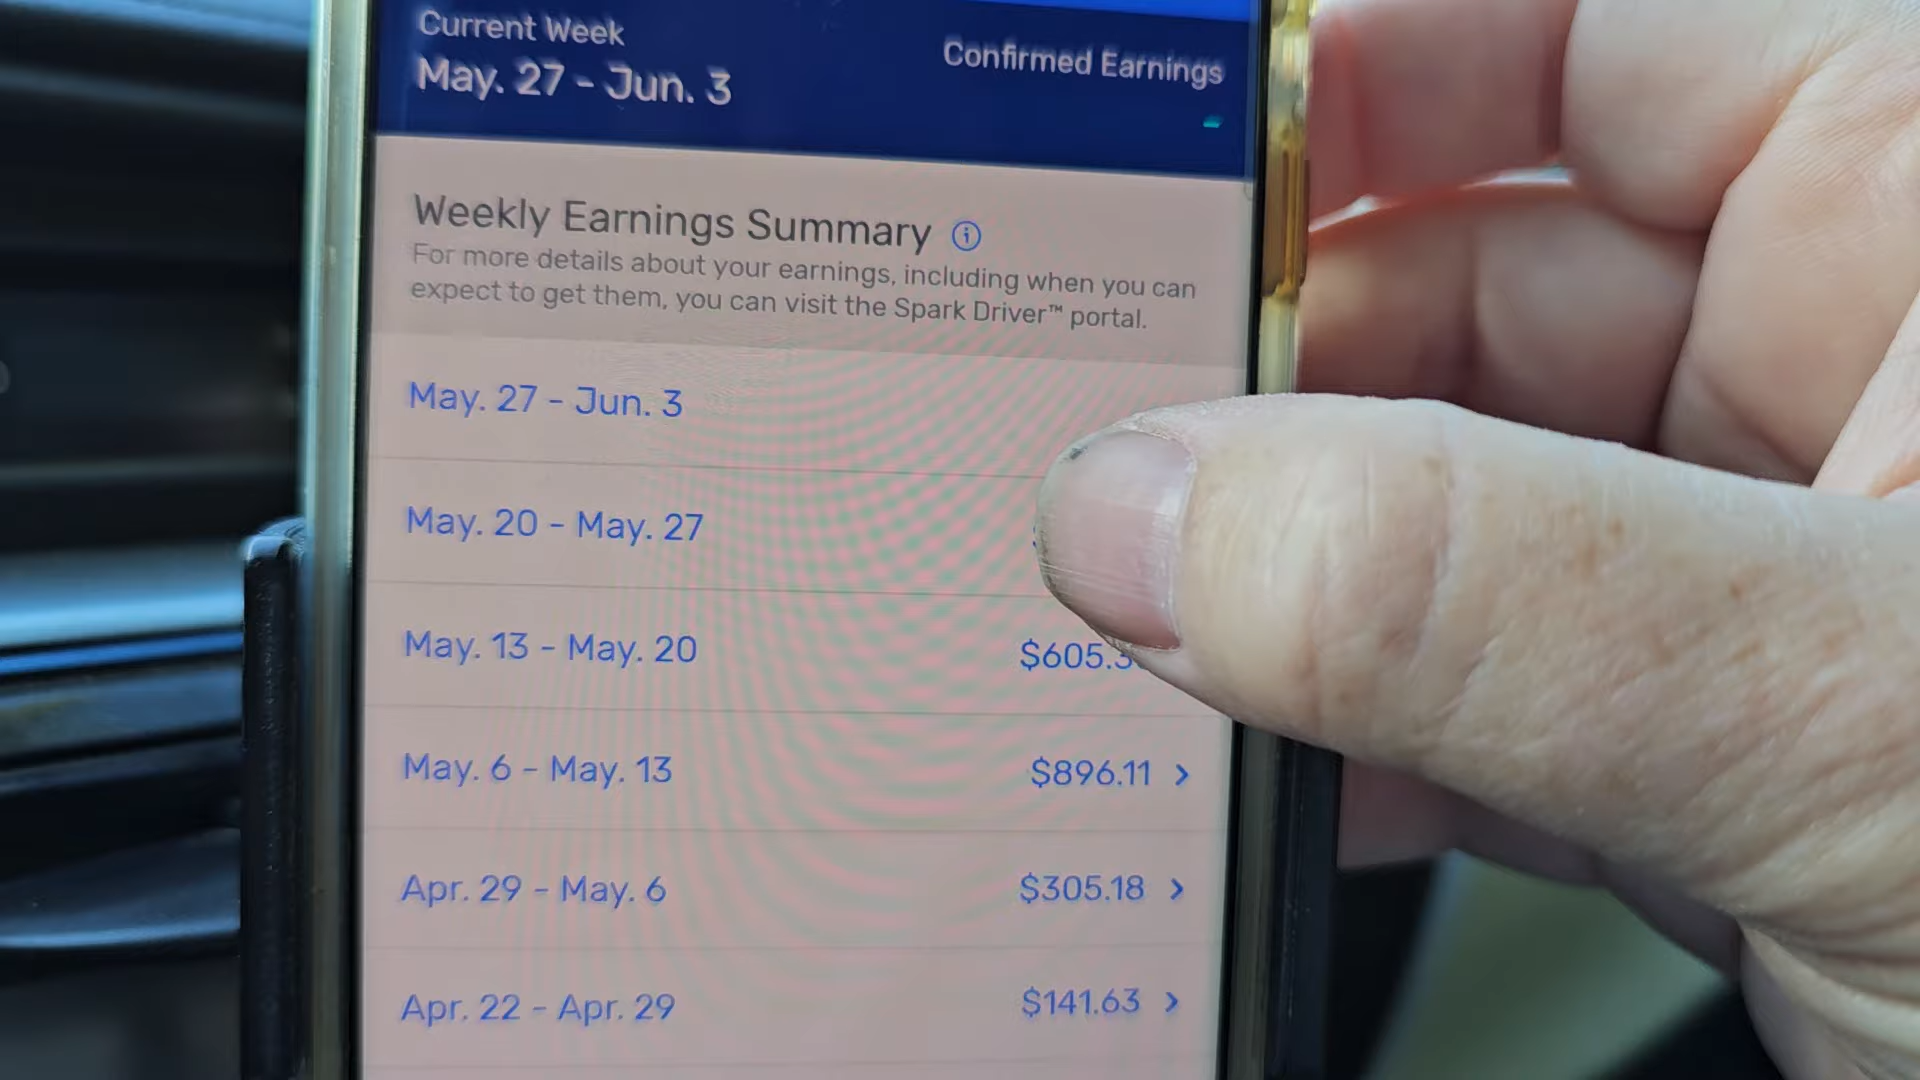 Current Week
May. 27 - Jun. 3
Confirmed Earnings
Weekly Earnings Summary
For more details about your earnings, including when you can
expect to get them, you can visit the Spark Driver™ portal.
May. 27 - Jun. 3
May. 20 - May. 27
May. 13 - May. 20 $605.3
May. 6 - May. 13 $896.11 >
Apr. 29 - May. 6 $305.18 >
Apr. 22 - Apr. 29 $141.63 >